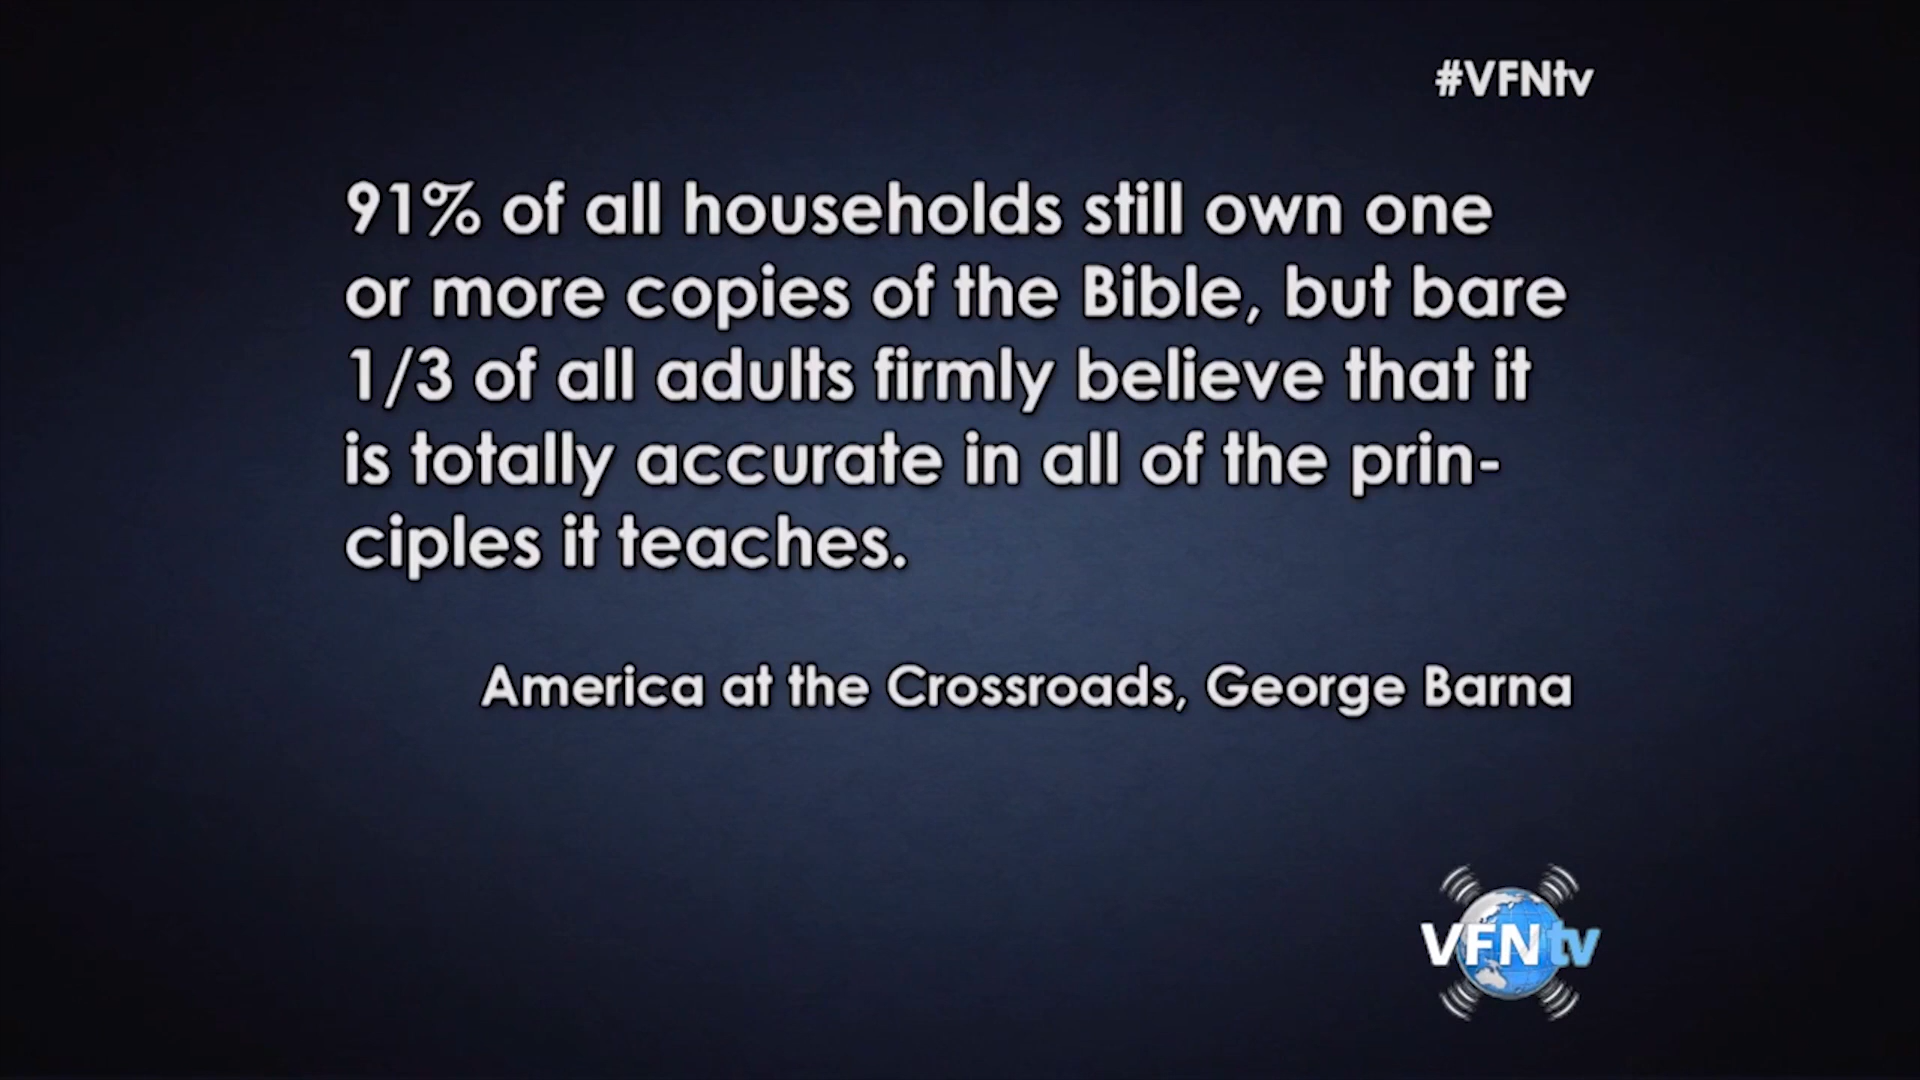 #VFNtv
91% of all households still own one
or more copies of the Bible, but bare
1/3 of all adults firmly believe that it
is totally accurate in all of the prin-
ciples it teaches.
America at the Crossroads, George Barna
VFNtv